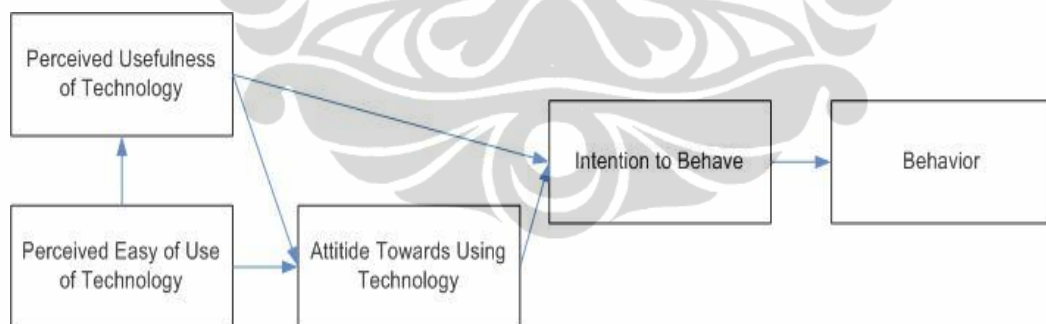 Perceived Usefulness
of Technology
Intention to Behave
Behavior
Perceived Easy of Use
of Technology
Attitide Towards Using
Technology